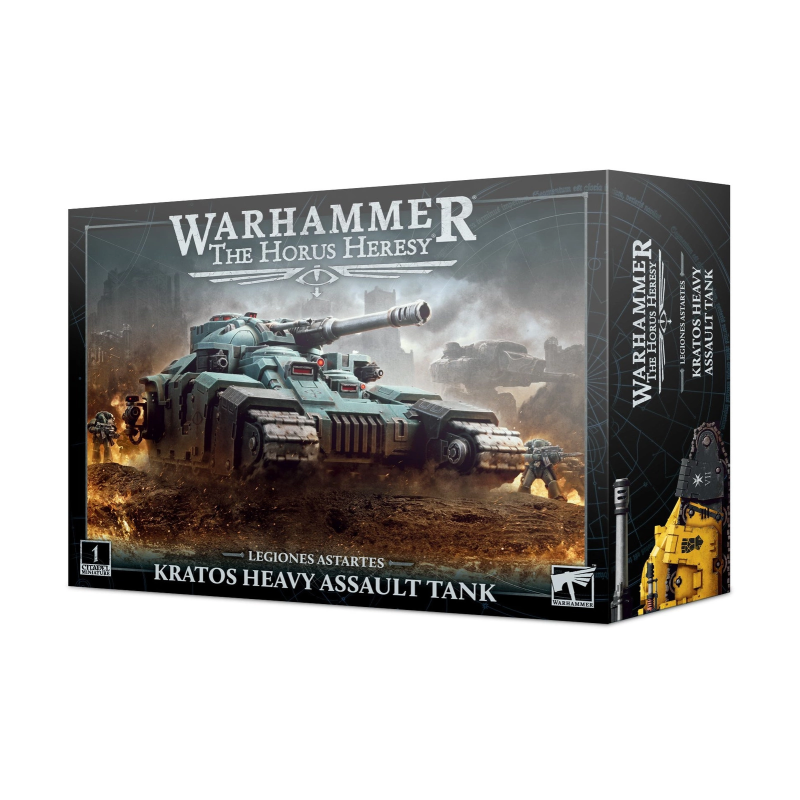 WARHAMMER
THE HORUS HERESY
LEGIONES ASTARTES
KRATOS HEAVY ASSAULT TANK
1
CITADEL
MINIATURE
WARHAMMER
WARHAMMER
THE HORUS HERESY
LEGIONES ASTARTES
KRATOS HEAVY
ASSAULT TANK
VII